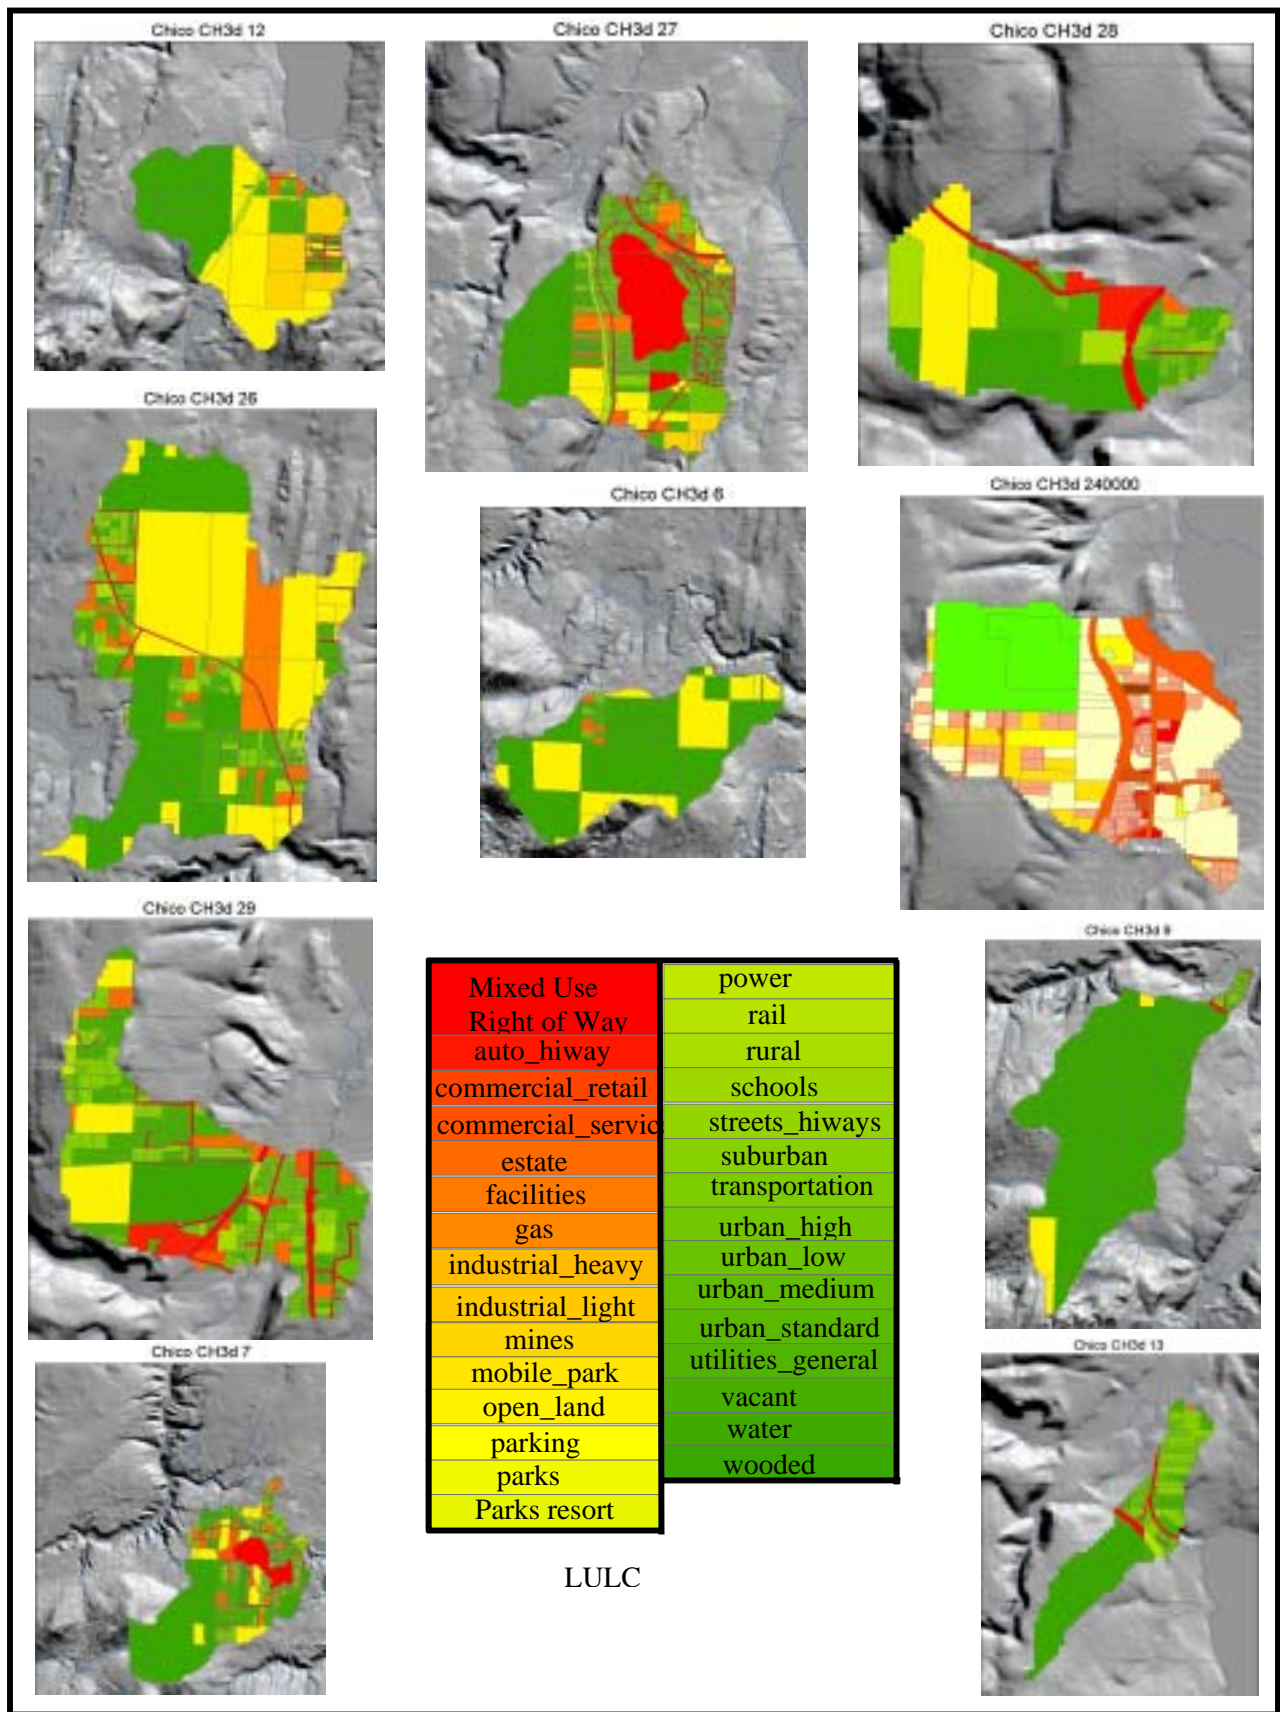 Chico CH3d 12
Chico CH3d 27
Chico CH3d 28
Chico CH3d 26
Chico CH3d 6
Chico CH3d 240000
Chico CH3d 29
Chico CH3d 9
Mixed Use
Right of Way
auto_hiway
commercial_retail
commercial_servic
estate
facilities
gas
industrial_heavy
industrial_light
mines
mobile_park
open_land
parking
parks
Parks resort
power
rail
rural
schools
streets_hiways
suburban
transportation
urban_high
urban_low
urban_medium
urban_standard
utilities_general
vacant
water
wooded
Chico CH3d 7
Chico CH3d 13
LULC